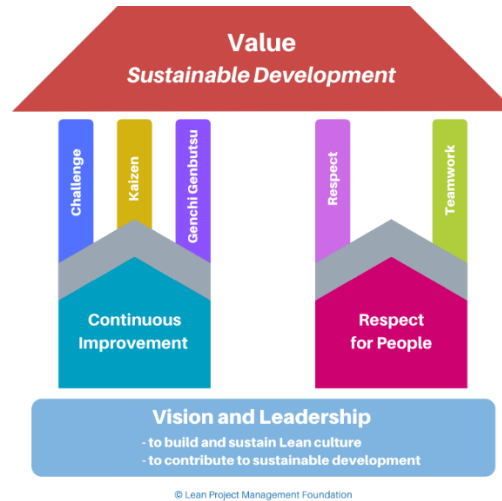 Value
Sustainable Development
Challenge
Kaizen
Genchi Genbutsu
Respect
Teamwork
Continuous
Improvement
Respect
for People
Vision and Leadership
- to build and sustain Lean culture
- to contribute to sustainable development
© Lean Project Management Foundation